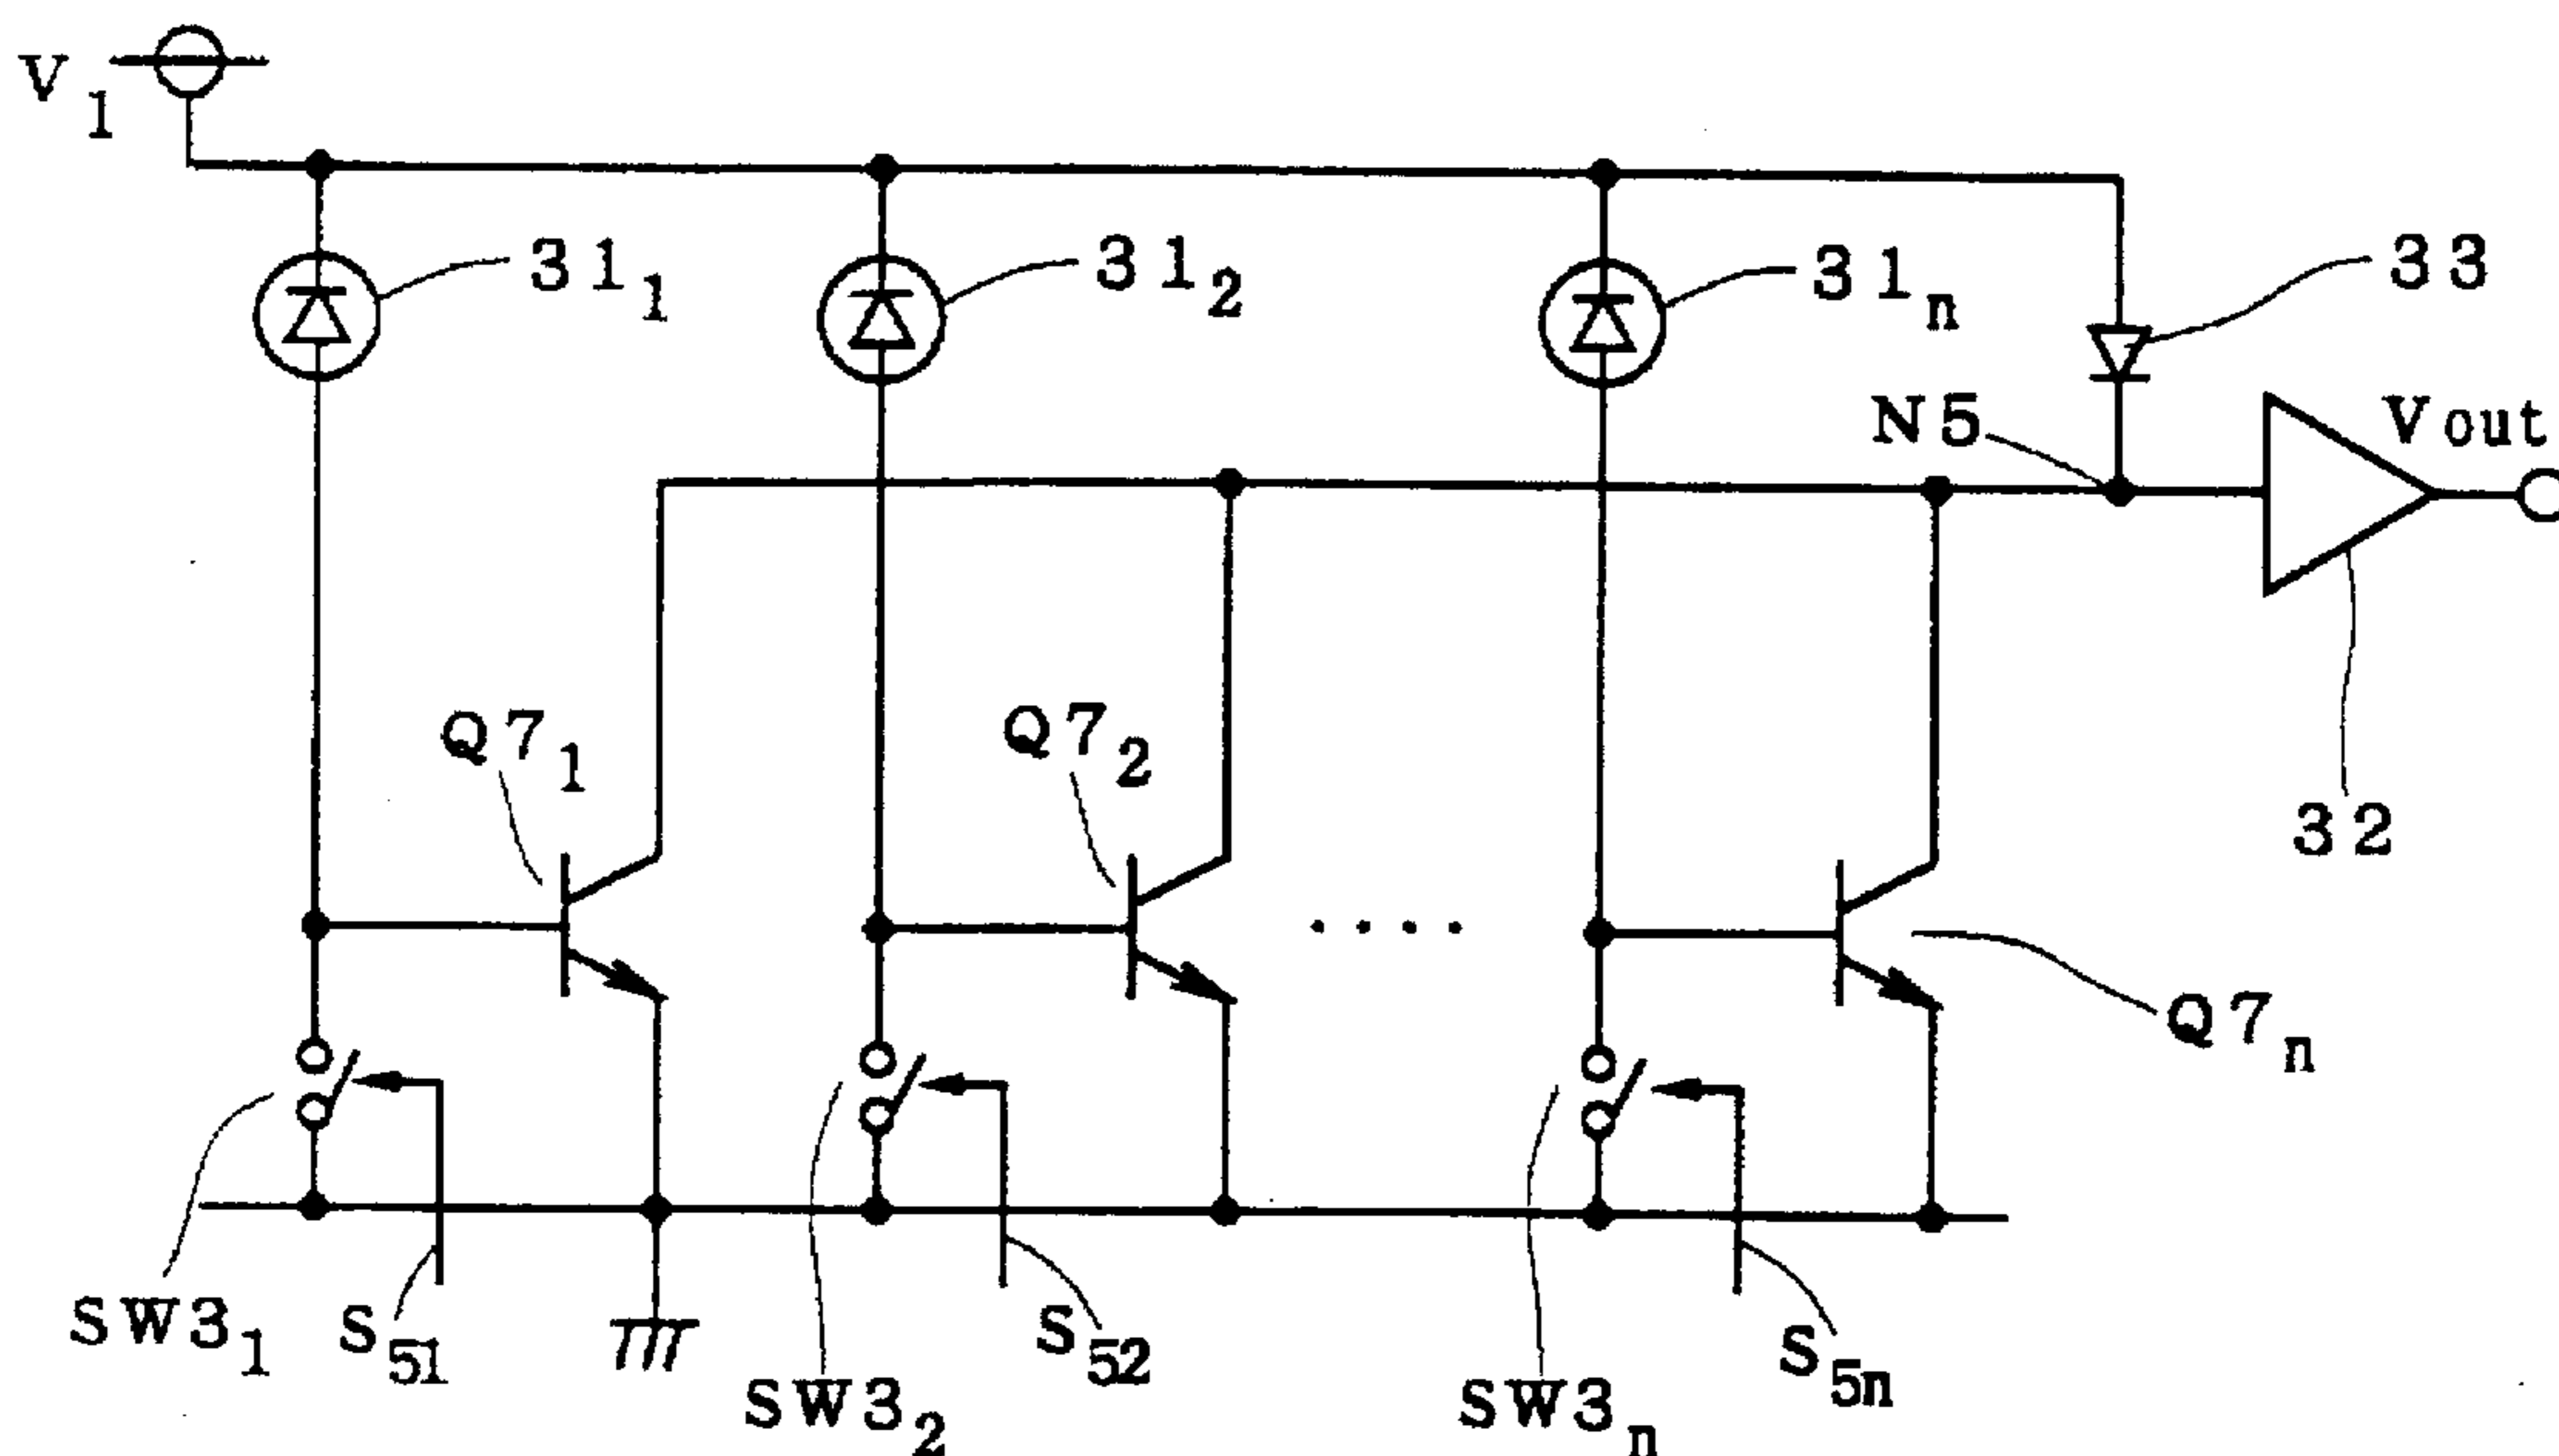 V₁
31₁
31₂
31ₙ
33
N5
Vout
Q7₁
Q7₂
32
Q7ₙ
SW3₁
S₅₁
SW3₂
S₅₂
SW3ₙ
S₅ₙ